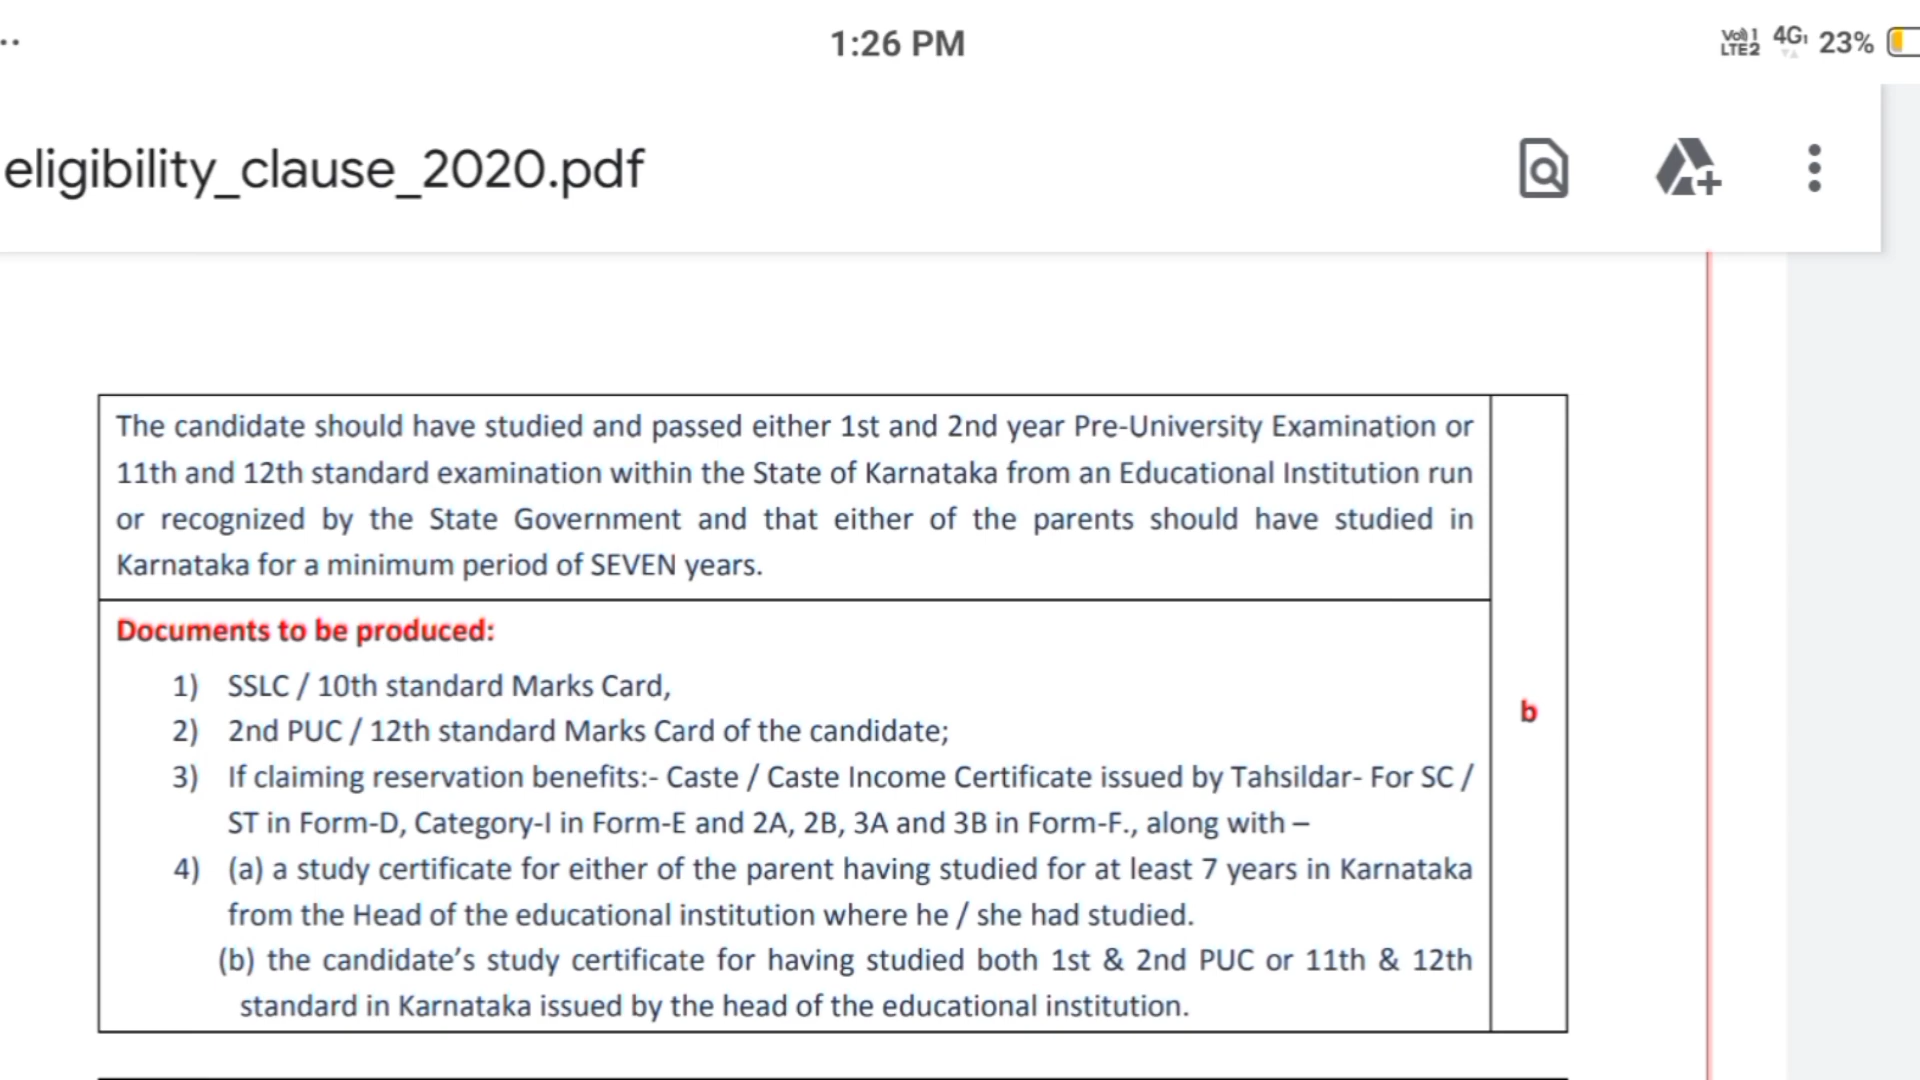 1:26 PM
Vo) 1 4G 23%
LTE2
eligibility_clause_2020.pdf
The candidate should have studied and passed either 1st and 2nd year Pre-University Examination or
11th and 12th standard examination within the State of Karnataka from an Educational Institution run
or recognized by the State Government and that either of the parents should have studied in
Karnataka for a minimum period of SEVEN years.
Documents to be produced:
1) SSLC / 10th standard Marks Card,
2) 2nd PUC / 12th standard Marks Card of the candidate;
3) If claiming reservation benefits:- Caste / Caste Income Certificate issued by Tahsildar- For SC /
ST in Form-D, Category-I in Form-E and 2A, 2B, 3A and 3B in Form-F., along with –
4) (a) a study certificate for either of the parent having studied for at least 7 years in Karnataka
from the Head of the educational institution where he / she had studied.
(b) the candidate's study certificate for having studied both 1st & 2nd PUC or 11th & 12th
standard in Karnataka issued by the head of the educational institution.
b